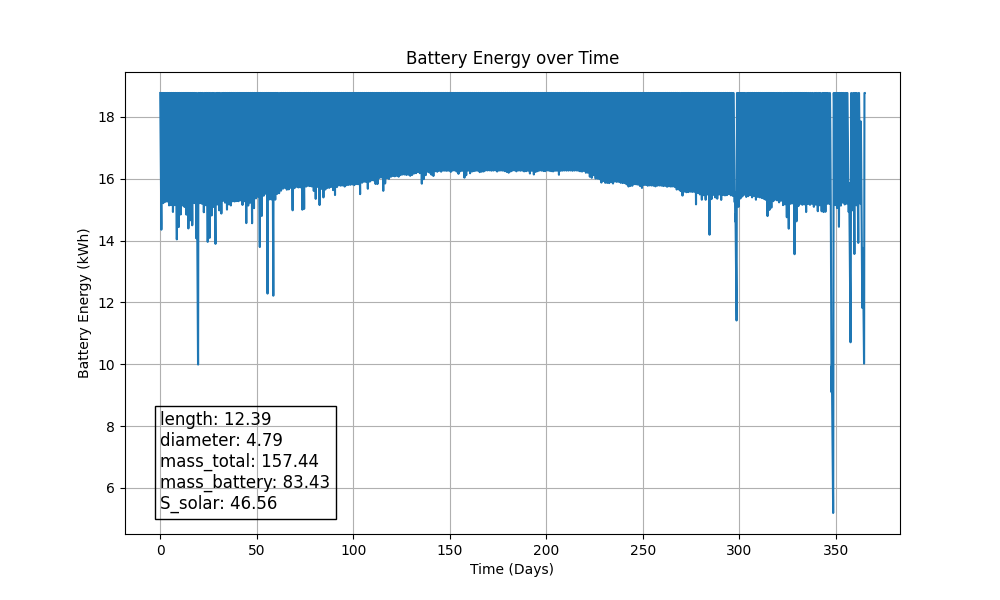 Battery Energy over Time
Battery Energy (kWh)
18
16
14
12
10
8
6
length: 12.39
diameter: 4.79
mass_total: 157.44
mass_battery: 83.43
S_solar: 46.56
0 50 100 150 200 250 300 350
Time (Days)